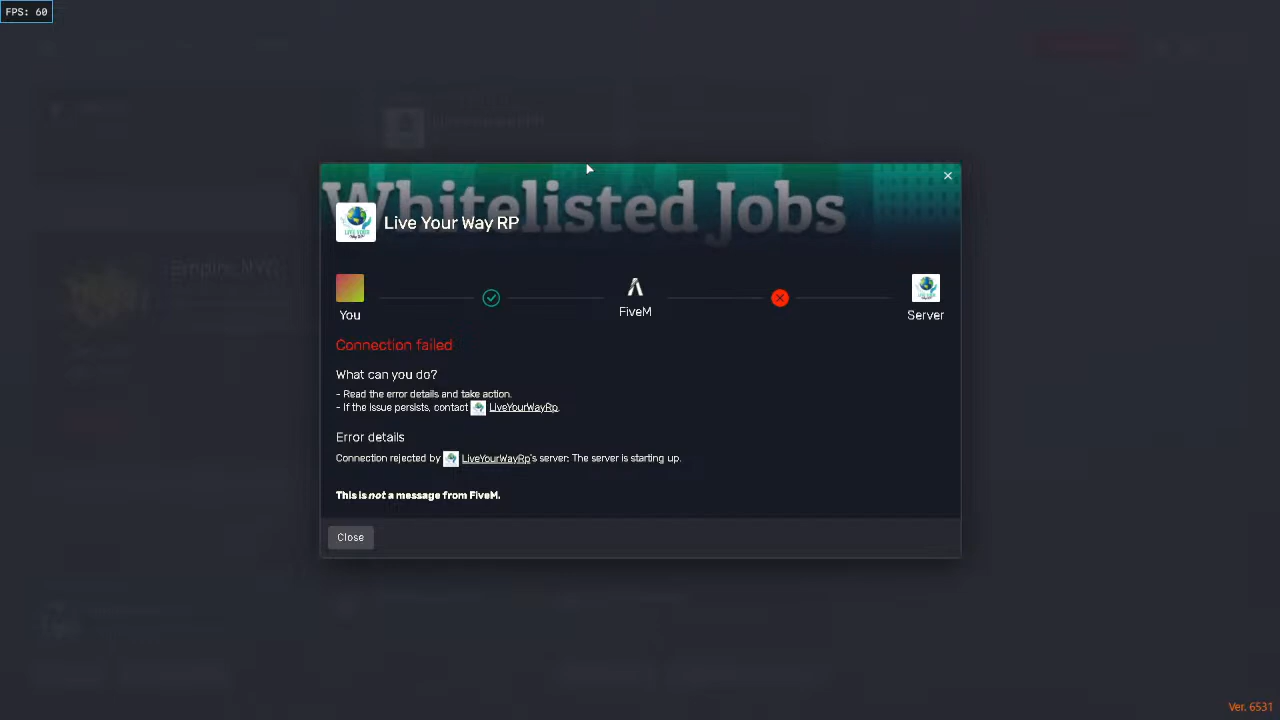 FPS: 60
Whitelisted Jobs
Live Your Way RP
You
FiveM
Server
Connection failed
What can you do?
- Read the error details and take action.
- If the issue persists, contact LiveYourWayRp.
Error details
Connection rejected by LiveYourWayRp's server: The server is starting up.
This is not a message from FiveM.
Close
Ver. 6531